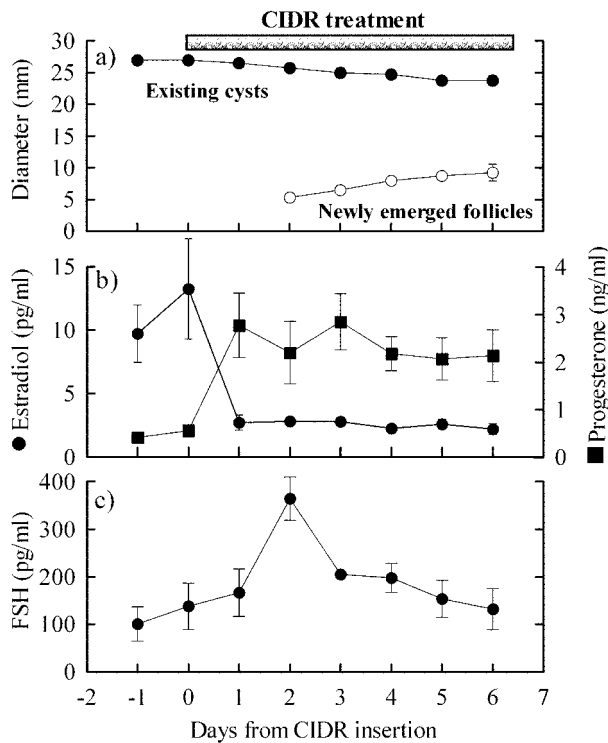 CIDR treatment
a)
30
25
20
15
10
5
0
Diameter (mm)
Existing cysts
Newly emerged follicles
b)
15
10
5
0
● Estradiol (pg/ml)
4
3
2
1
0
■ Progesterone (ng/ml)
c)
400
300
200
100
0
FSH (pg/ml)
-2 -1 0 1 2 3 4 5 6 7
Days from CIDR insertion